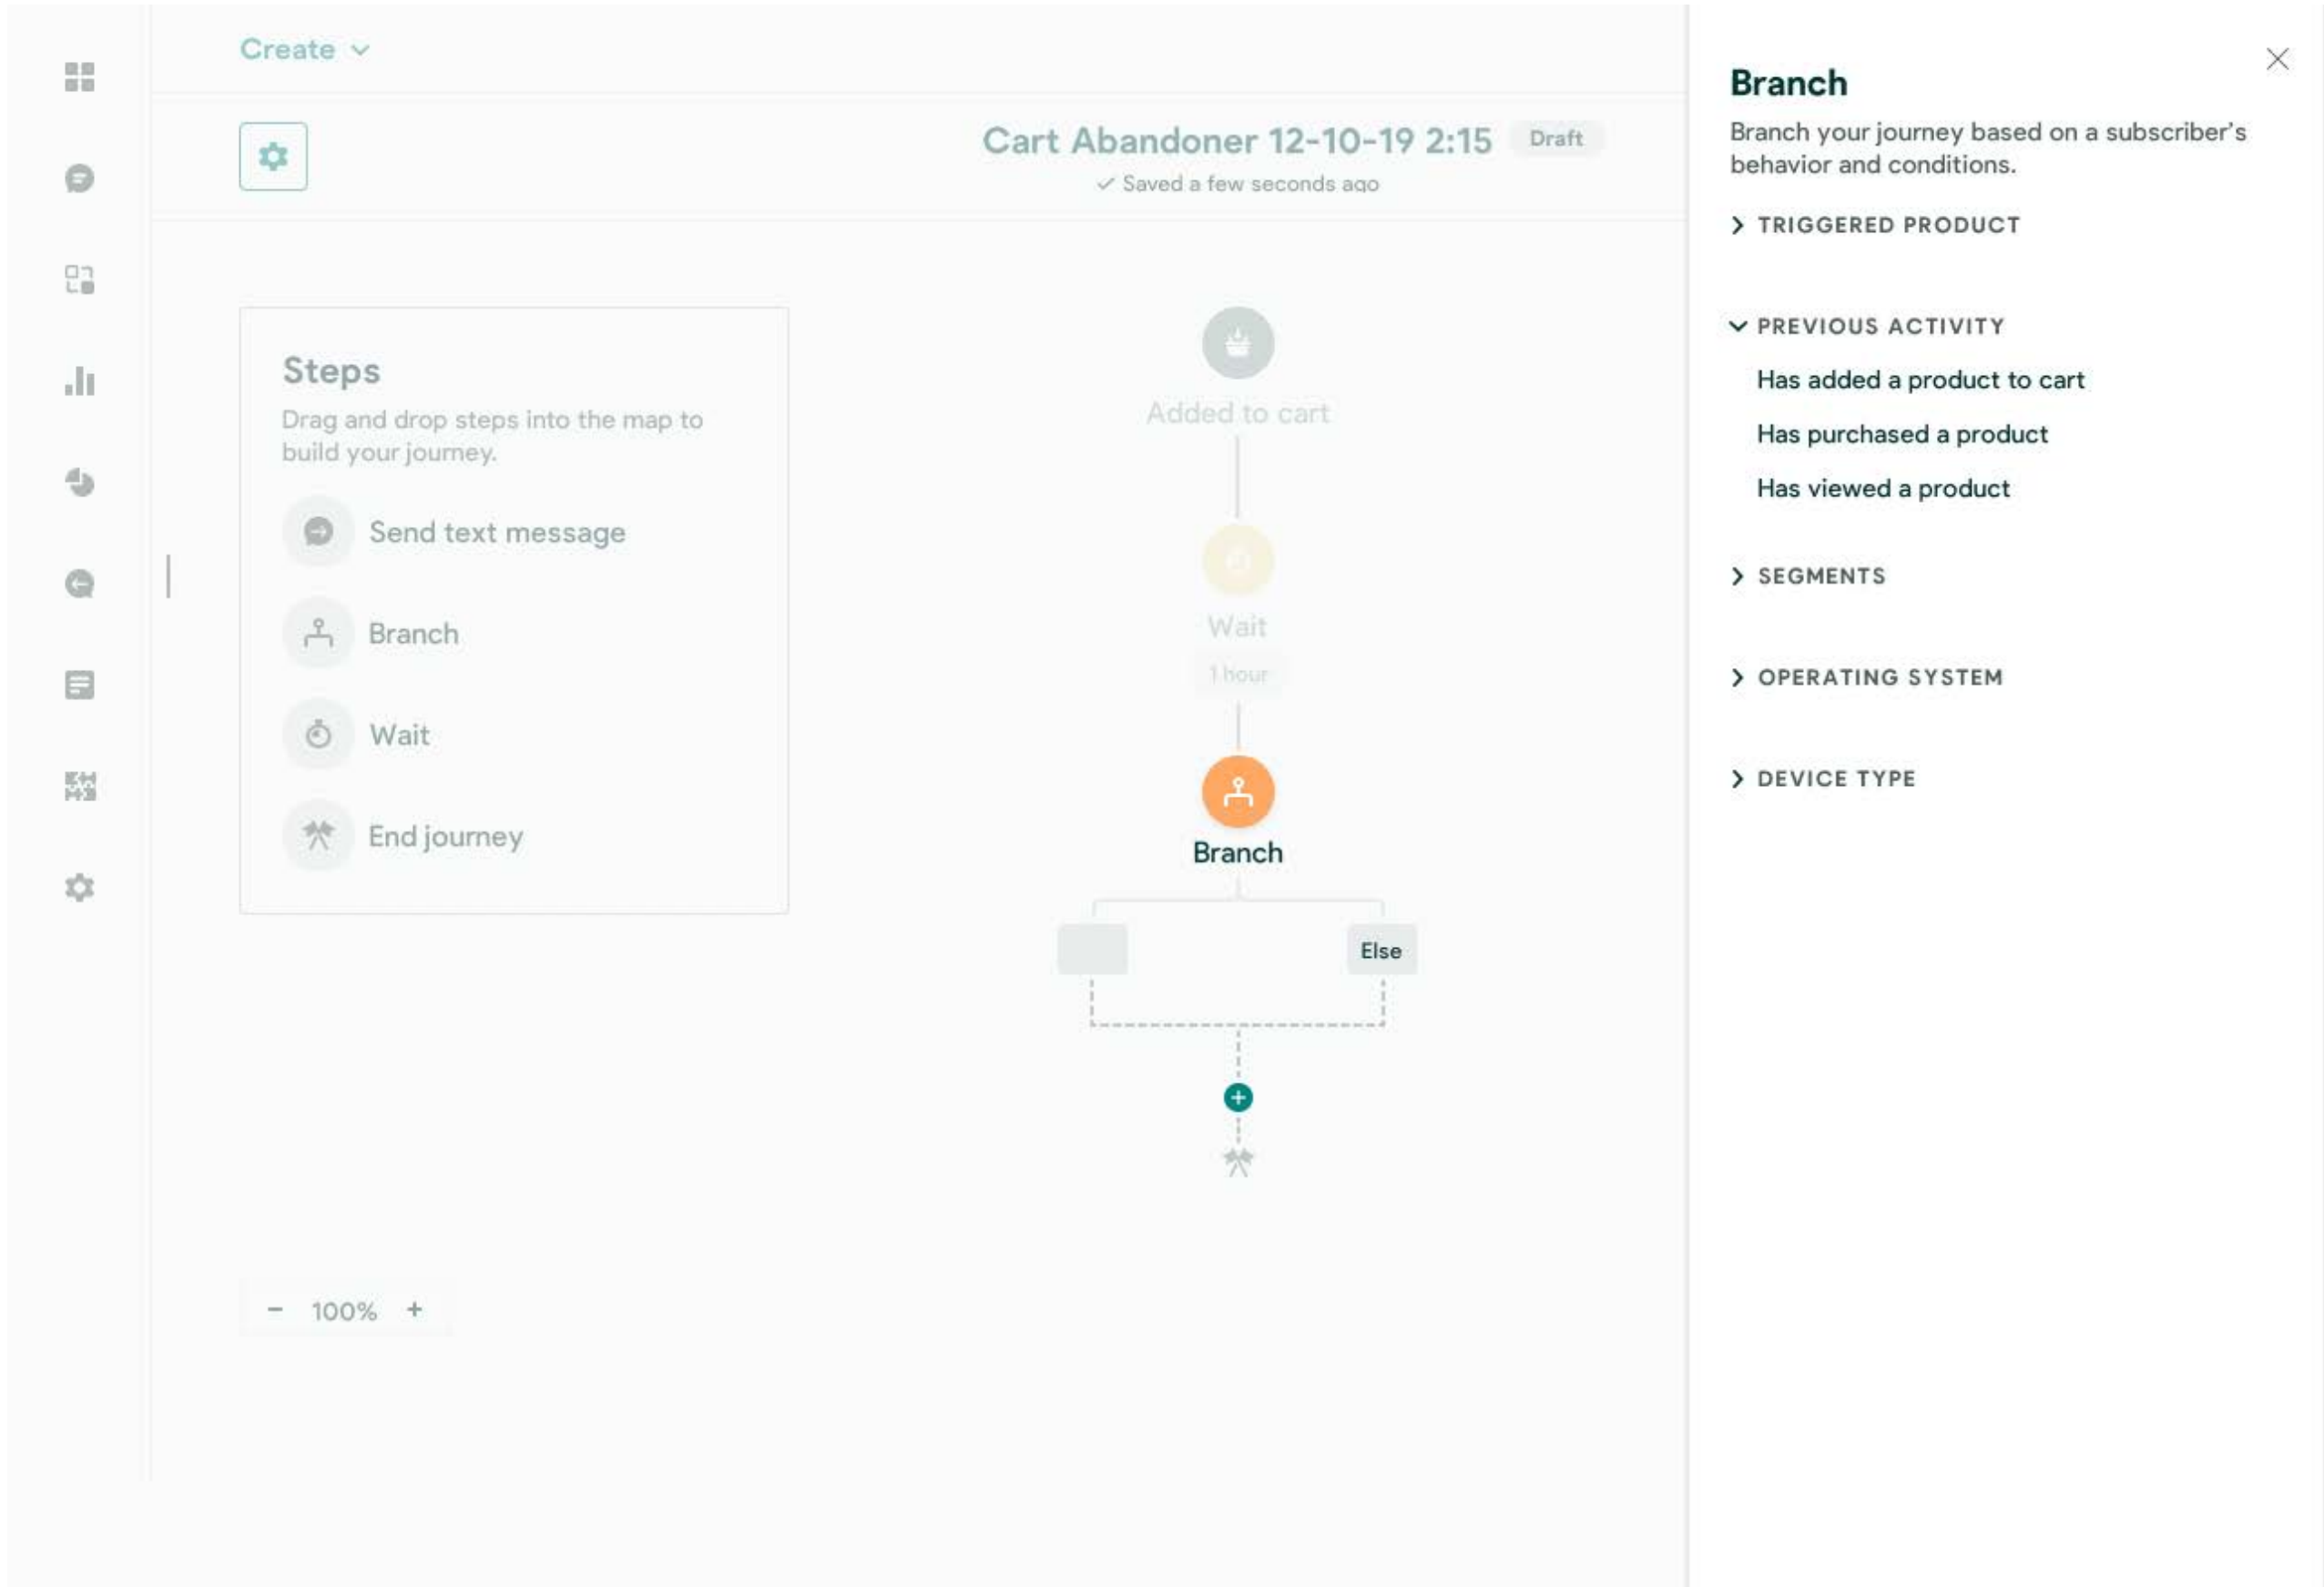 Create
Cart Abandoner 12-10-19 2:15
Draft
Saved a few seconds ago
Steps
Drag and drop steps into the map to
build your journey.
Send text message
Branch
Wait
End journey
Added to cart
Wait
1 hour
Branch
Else
100%
Branch
Branch your journey based on a subscriber's
behavior and conditions.
TRIGGERED PRODUCT
PREVIOUS ACTIVITY
Has added a product to cart
Has purchased a product
Has viewed a product
SEGMENTS
OPERATING SYSTEM
DEVICE TYPE